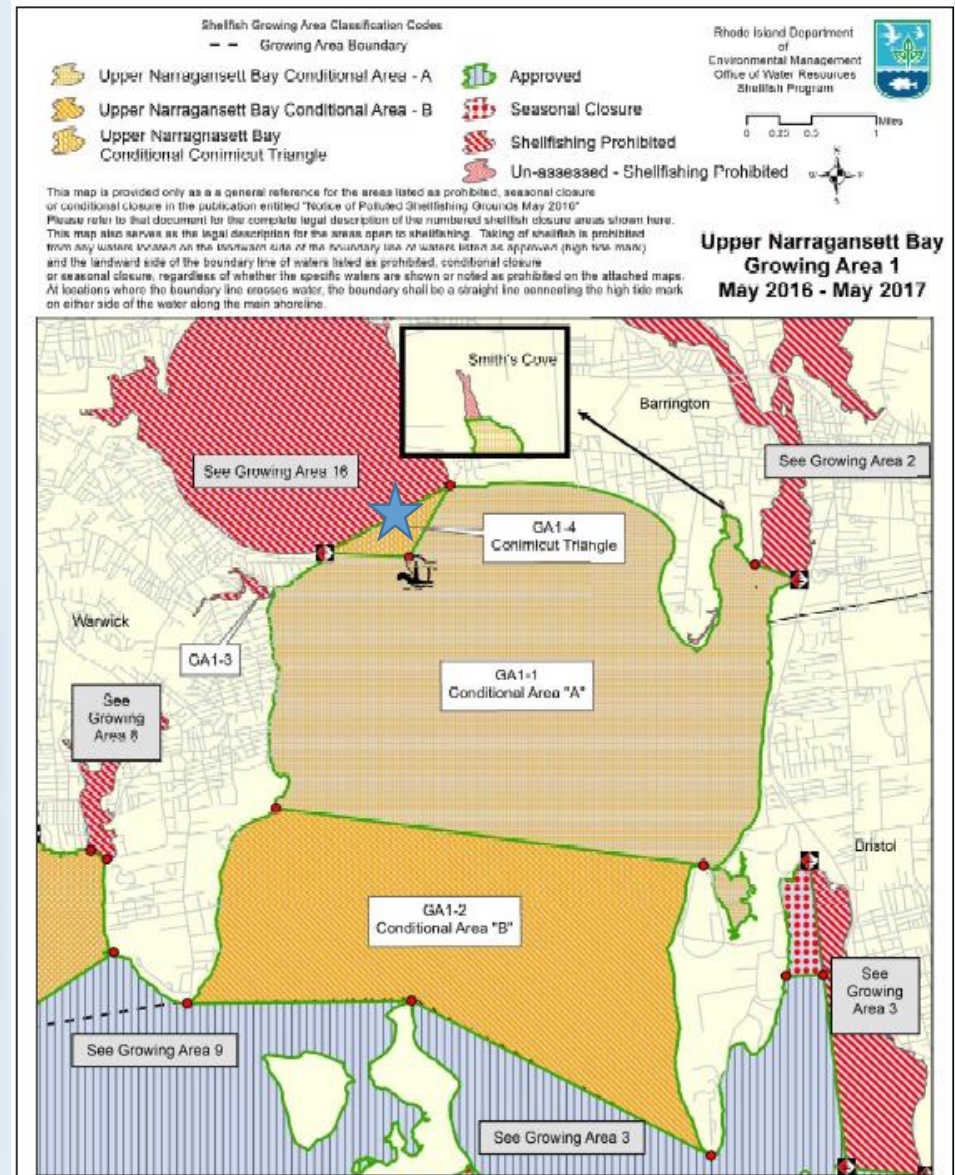 Shellfish Growing Area Classification Codes
Growing Area Boundary
Upper Narragansett Bay Conditional Area - A
Upper Narragansett Bay Conditional Area - B
Upper Narragnasett Bay
Conditional Conimicut Triangle
Approved
Seasonal Closure
Shellfishing Prohibited
Un-assessed - Shellfishing Prohibited
Rhode Island Department
of
Environmental Management
Office of Water Resources
Shellfish Program
Miles
0 0.25 0.5 1
N
W E
S
This map is provided only as a a general reference for the areas listed as prohibited, seasonal closure
or conditional closure in the publication entitled "Notice of Polluted Shellfishing Grounds May 2016"
Please refer to that document for the complete legal description of the numbered shellfish closure areas shown here.
This map also serves as the legal description for the areas open to shellfishing. Taking of shellfish is prohibited
from any waters located on the landward side of the boundary line of waters listed as approved (high tide mark)
and the landward side of the boundary line of waters listed as prohibited, conditional closure
or seasonal closure, regardless of whether the specific waters are shown or noted as prohibited on the attached maps.
At locations where the boundary line crosses water, the boundary shall be a straight line connecting the high tide mark
on either side of the water along the main shoreline.
Upper Narragansett Bay
Growing Area 1
May 2016 - May 2017
Smith's Cove
Barrington
See Growing Area 2
See Growing Area 16
GA1-4
Conimicut Triangle
Warwick
GA1-3
GA1-1
Conditional Area "A"
See
Growing
Area 8
Bristol
GA1-2
Conditional Area "B"
See
Growing
Area 3
See Growing Area 9
See Growing Area 3